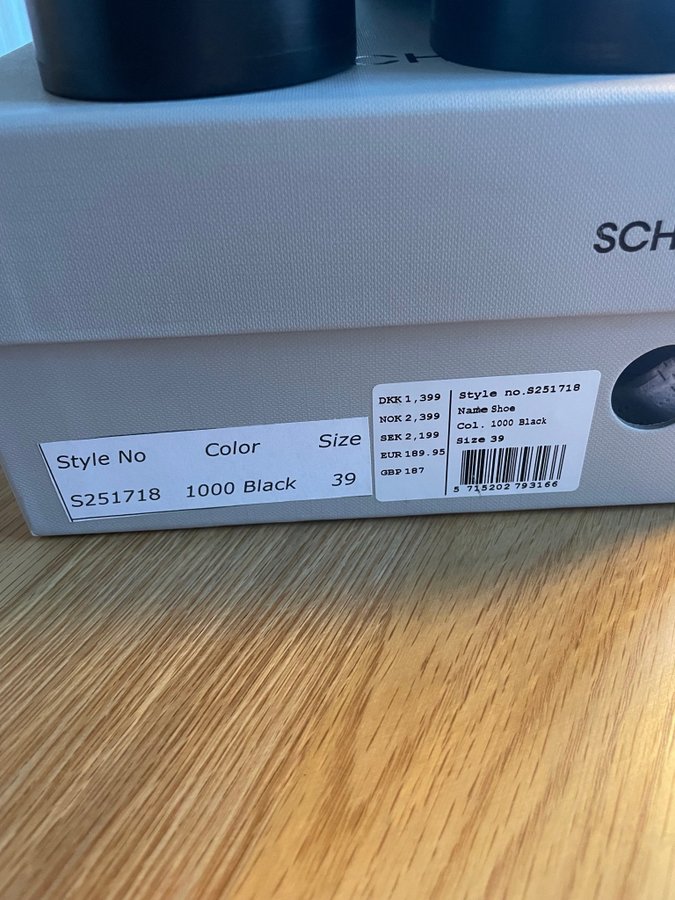 CH
SCH
Style No Color Size
S251718 1000 Black 39
DKK 1,399
NOK 2,399
SEK 2,199
EUR 189.95
GBP 187
Style no.S251718
Name Shoe
Col. 1000 Black
Size 39
5 715202 793166